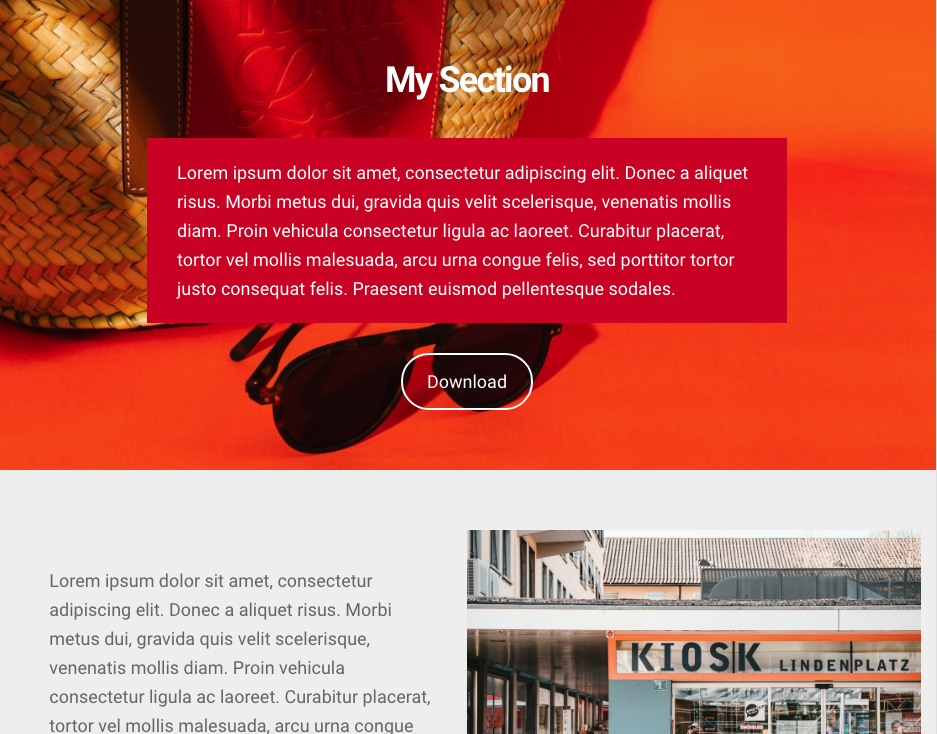 LOEWE
My Section
Lorem ipsum dolor sit amet, consectetur adipiscing elit. Donec a aliquet
risus. Morbi metus dui, gravida quis velit scelerisque, venenatis mollis
diam. Proin vehicula consectetur ligula ac laoreet. Curabitur placerat,
tortor vel mollis malesuada, arcu urna congue felis, sed porttitor tortor
justo consequat felis. Praesent euismod pellentesque sodales.
Download
Lorem ipsum dolor sit amet, consectetur
adipiscing elit. Donec a aliquet risus. Morbi
metus dui, gravida quis velit scelerisque,
venenatis mollis diam. Proin vehicula
consectetur ligula ac laoreet. Curabitur placerat,
tortor vel mollis malesuada, arcu urna congue
KIOSK LINDENPLATZ